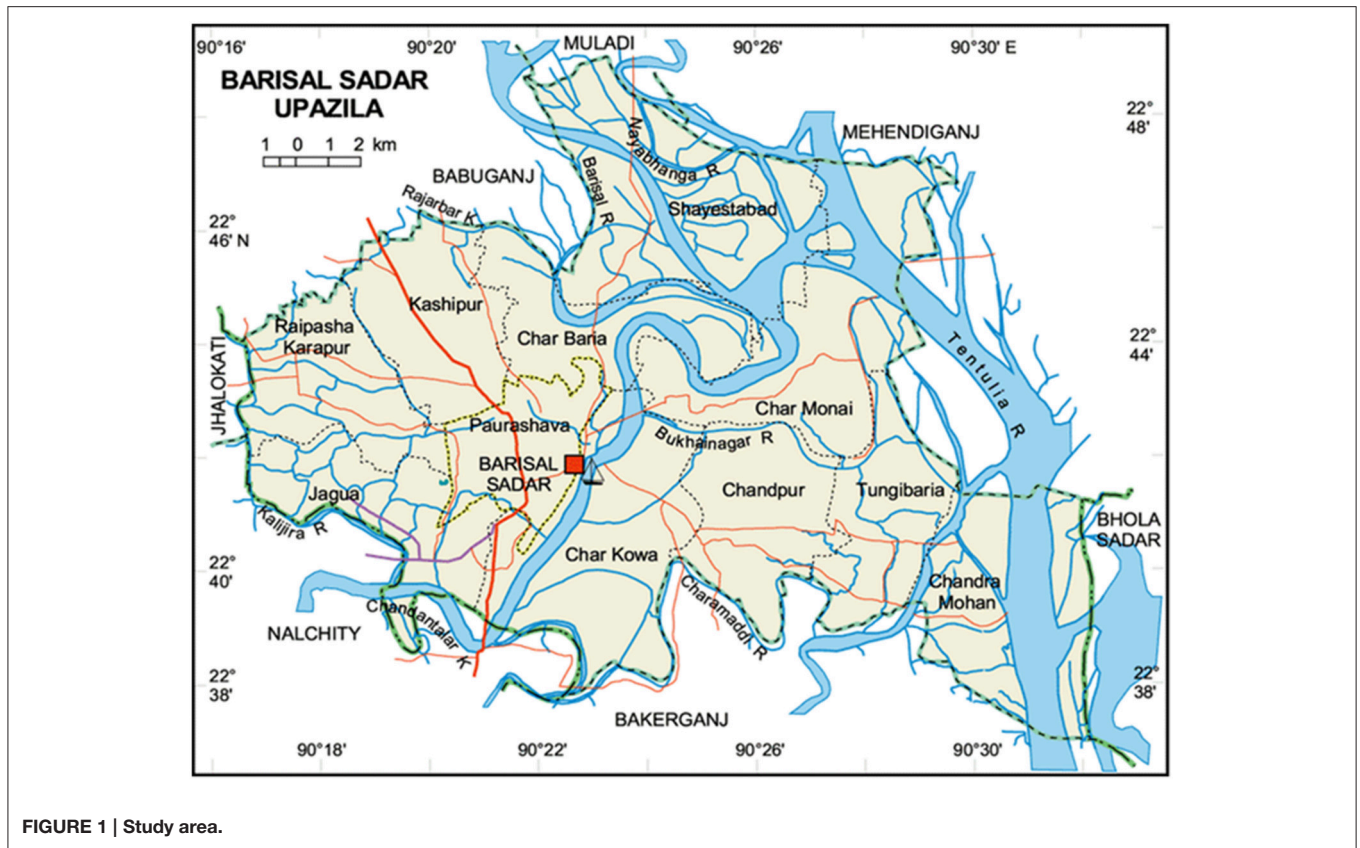 90°16' 90°20' 90°26' 90°30' E
MULADI
BARISAL SADAR
UPAZILA
1 0 1 2 km
22°
48'
MEHENDIGANJ
Nayabhanga R
BABUGANJ
Barisal R
Rajarbar K
Shayestabad
22°
46' N
Kashipur
Raipasha
Karapur
Char Baria
22°
44'
JHALOKATI
Tentulia R
Char Monai
Paurashava
Bukhainagar R
BARISAL
SADAR
Chandpur
Tungibaria
Jagua
Kalijira R
BHOLA
SADAR
Char Kowa
22°
40'
Chandra
Mohan
Charamaddi R
Chandantalar K
NALCHITY
22°
38'
22°
38'
BAKERGANJ
90°18' 90°22' 90°26' 90°30'
FIGURE 1 | Study area.